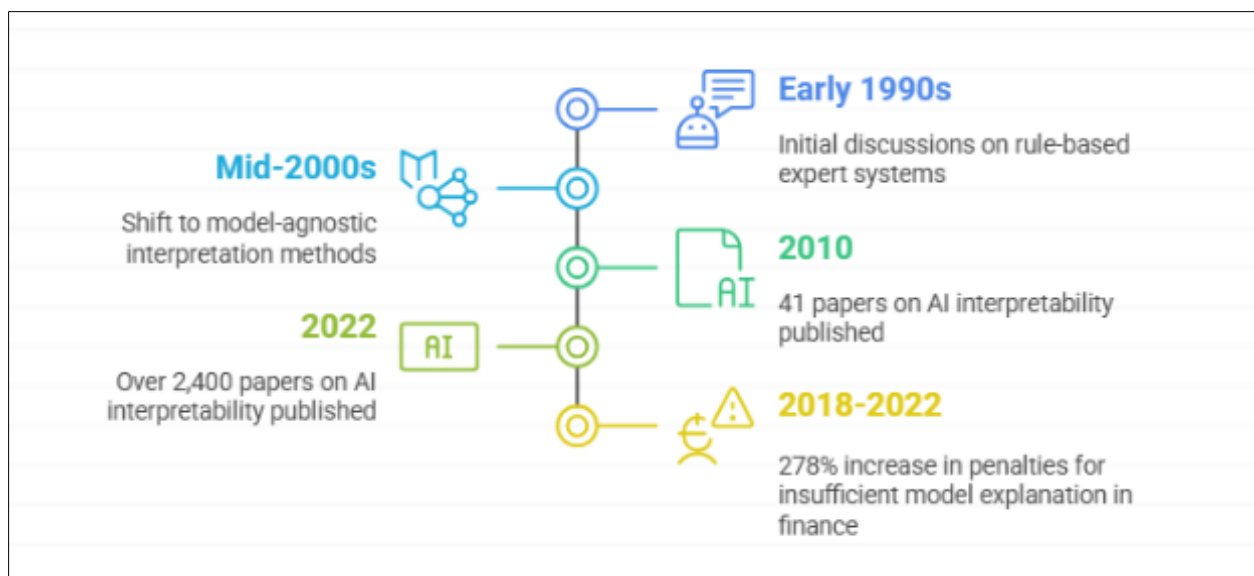 Early 1990s
Initial discussions on rule-based
expert systems
Mid-2000s
Shift to model-agnostic
interpretation methods
2010
AI
41 papers on AI interpretability
published
2022
AI
Over 2,400 papers on AI
interpretability published
2018-2022
278% increase in penalties for
insufficient model explanation in
finance